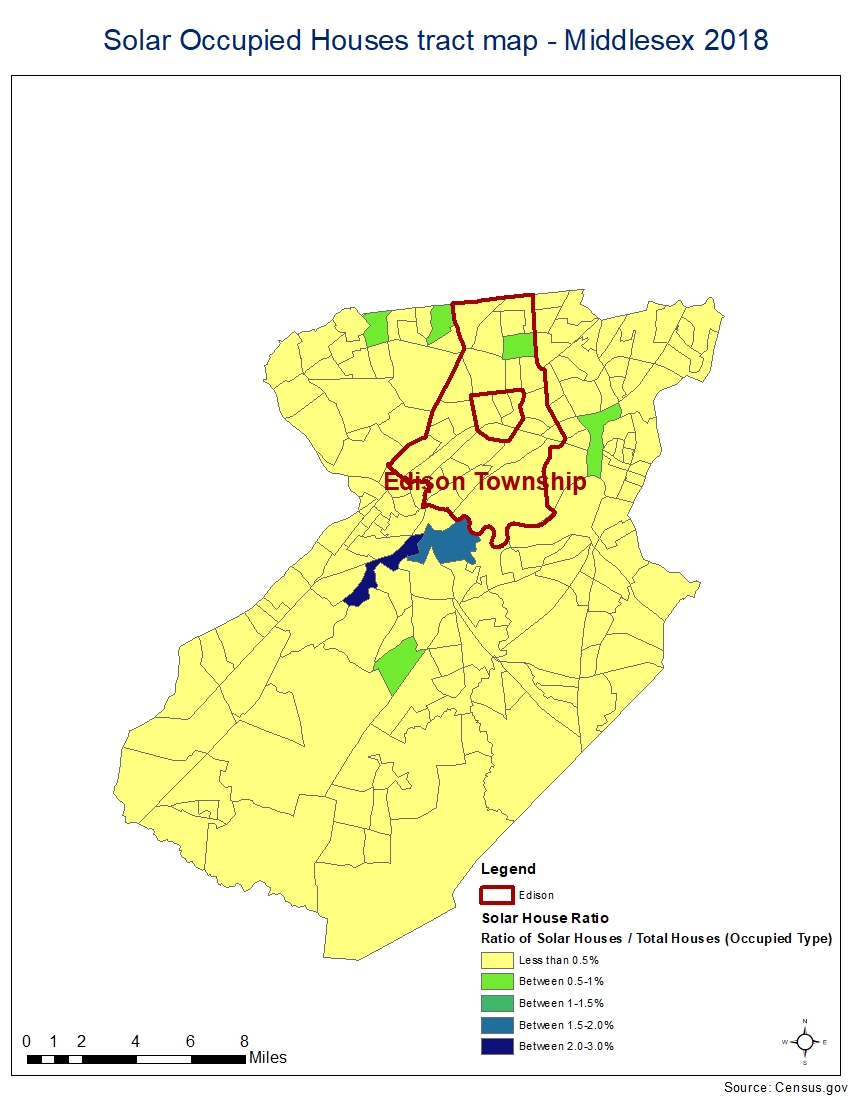 Solar Occupied Houses tract map - Middlesex 2018
Edison Township
Legend
Edison
Solar House Ratio
Ratio of Solar Houses / Total Houses (Occupied Type)
Less than 0.5%
Between 0.5-1%
Between 1-1.5%
Between 1.5-2.0%
Between 2.0-3.0%
N
W E
S
0 1 2 4 6 8
Miles
Source: Census.gov